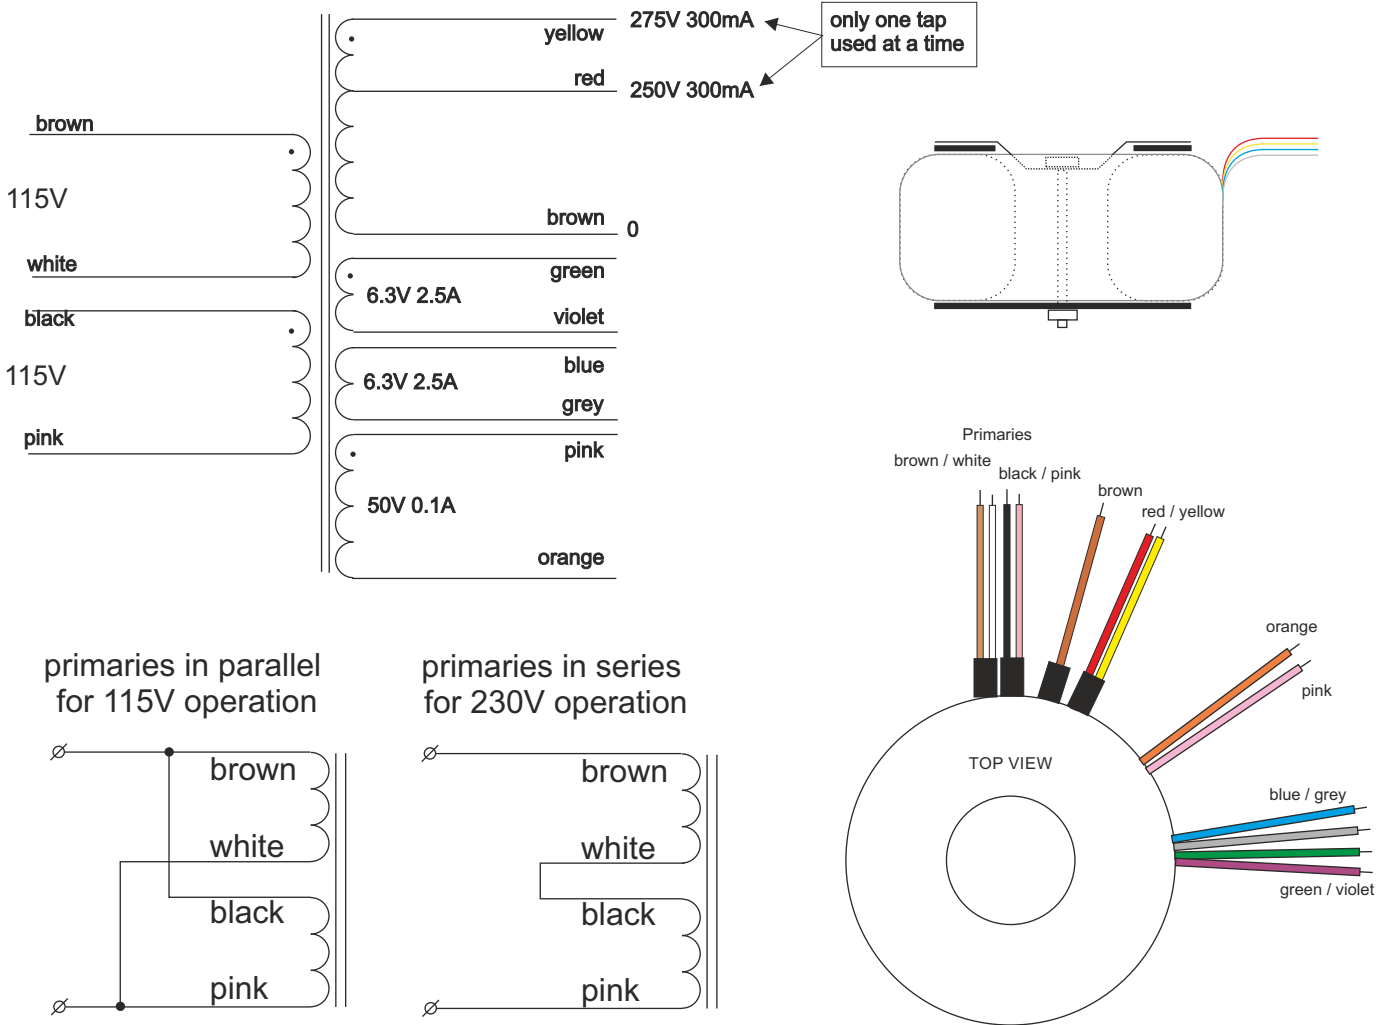 275V 300mA
only one tap
used at a time
yellow
red
250V 300mA
brown
115V
white
brown
0
green
6.3V 2.5A
violet
black
115V
pink
blue
6.3V 2.5A
grey
pink
50V 0.1A
orange
Primaries
brown / white
black / pink
brown
red / yellow
orange
pink
TOP VIEW
blue / grey
green / violet
primaries in parallel
for 115V operation
brown
white
black
pink
primaries in series
for 230V operation
brown
white
black
pink